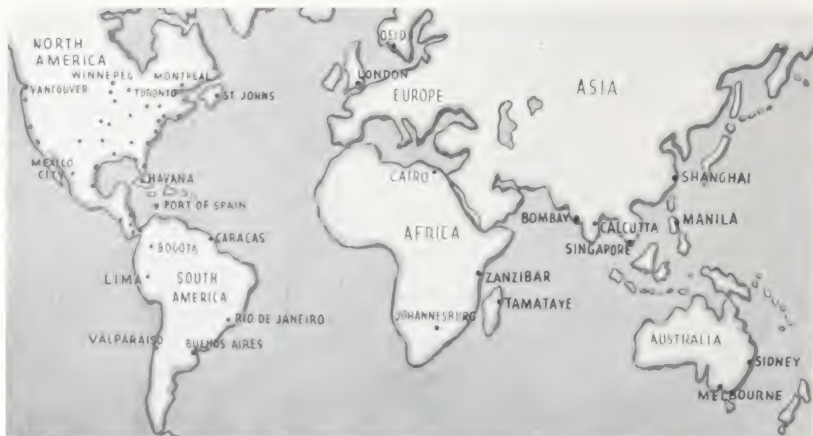 NORTH
AMERICA
WINNEPEG
MONTREAL
VANCOUVER
TURONTO
ST JOHNS
MEXICO
CITY
HAVANA
PORT OF SPAIN
BOGOTA
CARACAS
LIMA
SOUTH
AMERICA
RIO DE JANEIRO
VALPARAISO
BUENOS AIRES
LONDON
EUROPE
ASIA
CAIRO
AFRICA
ZANZIBAR
TAMATAYE
JOHANNESBURG
BOMBAY
CALCUTTA
SINGAPORE
SHANGHAI
MANILA
AUSTRALIA
SIDNEY
MELBOURNE